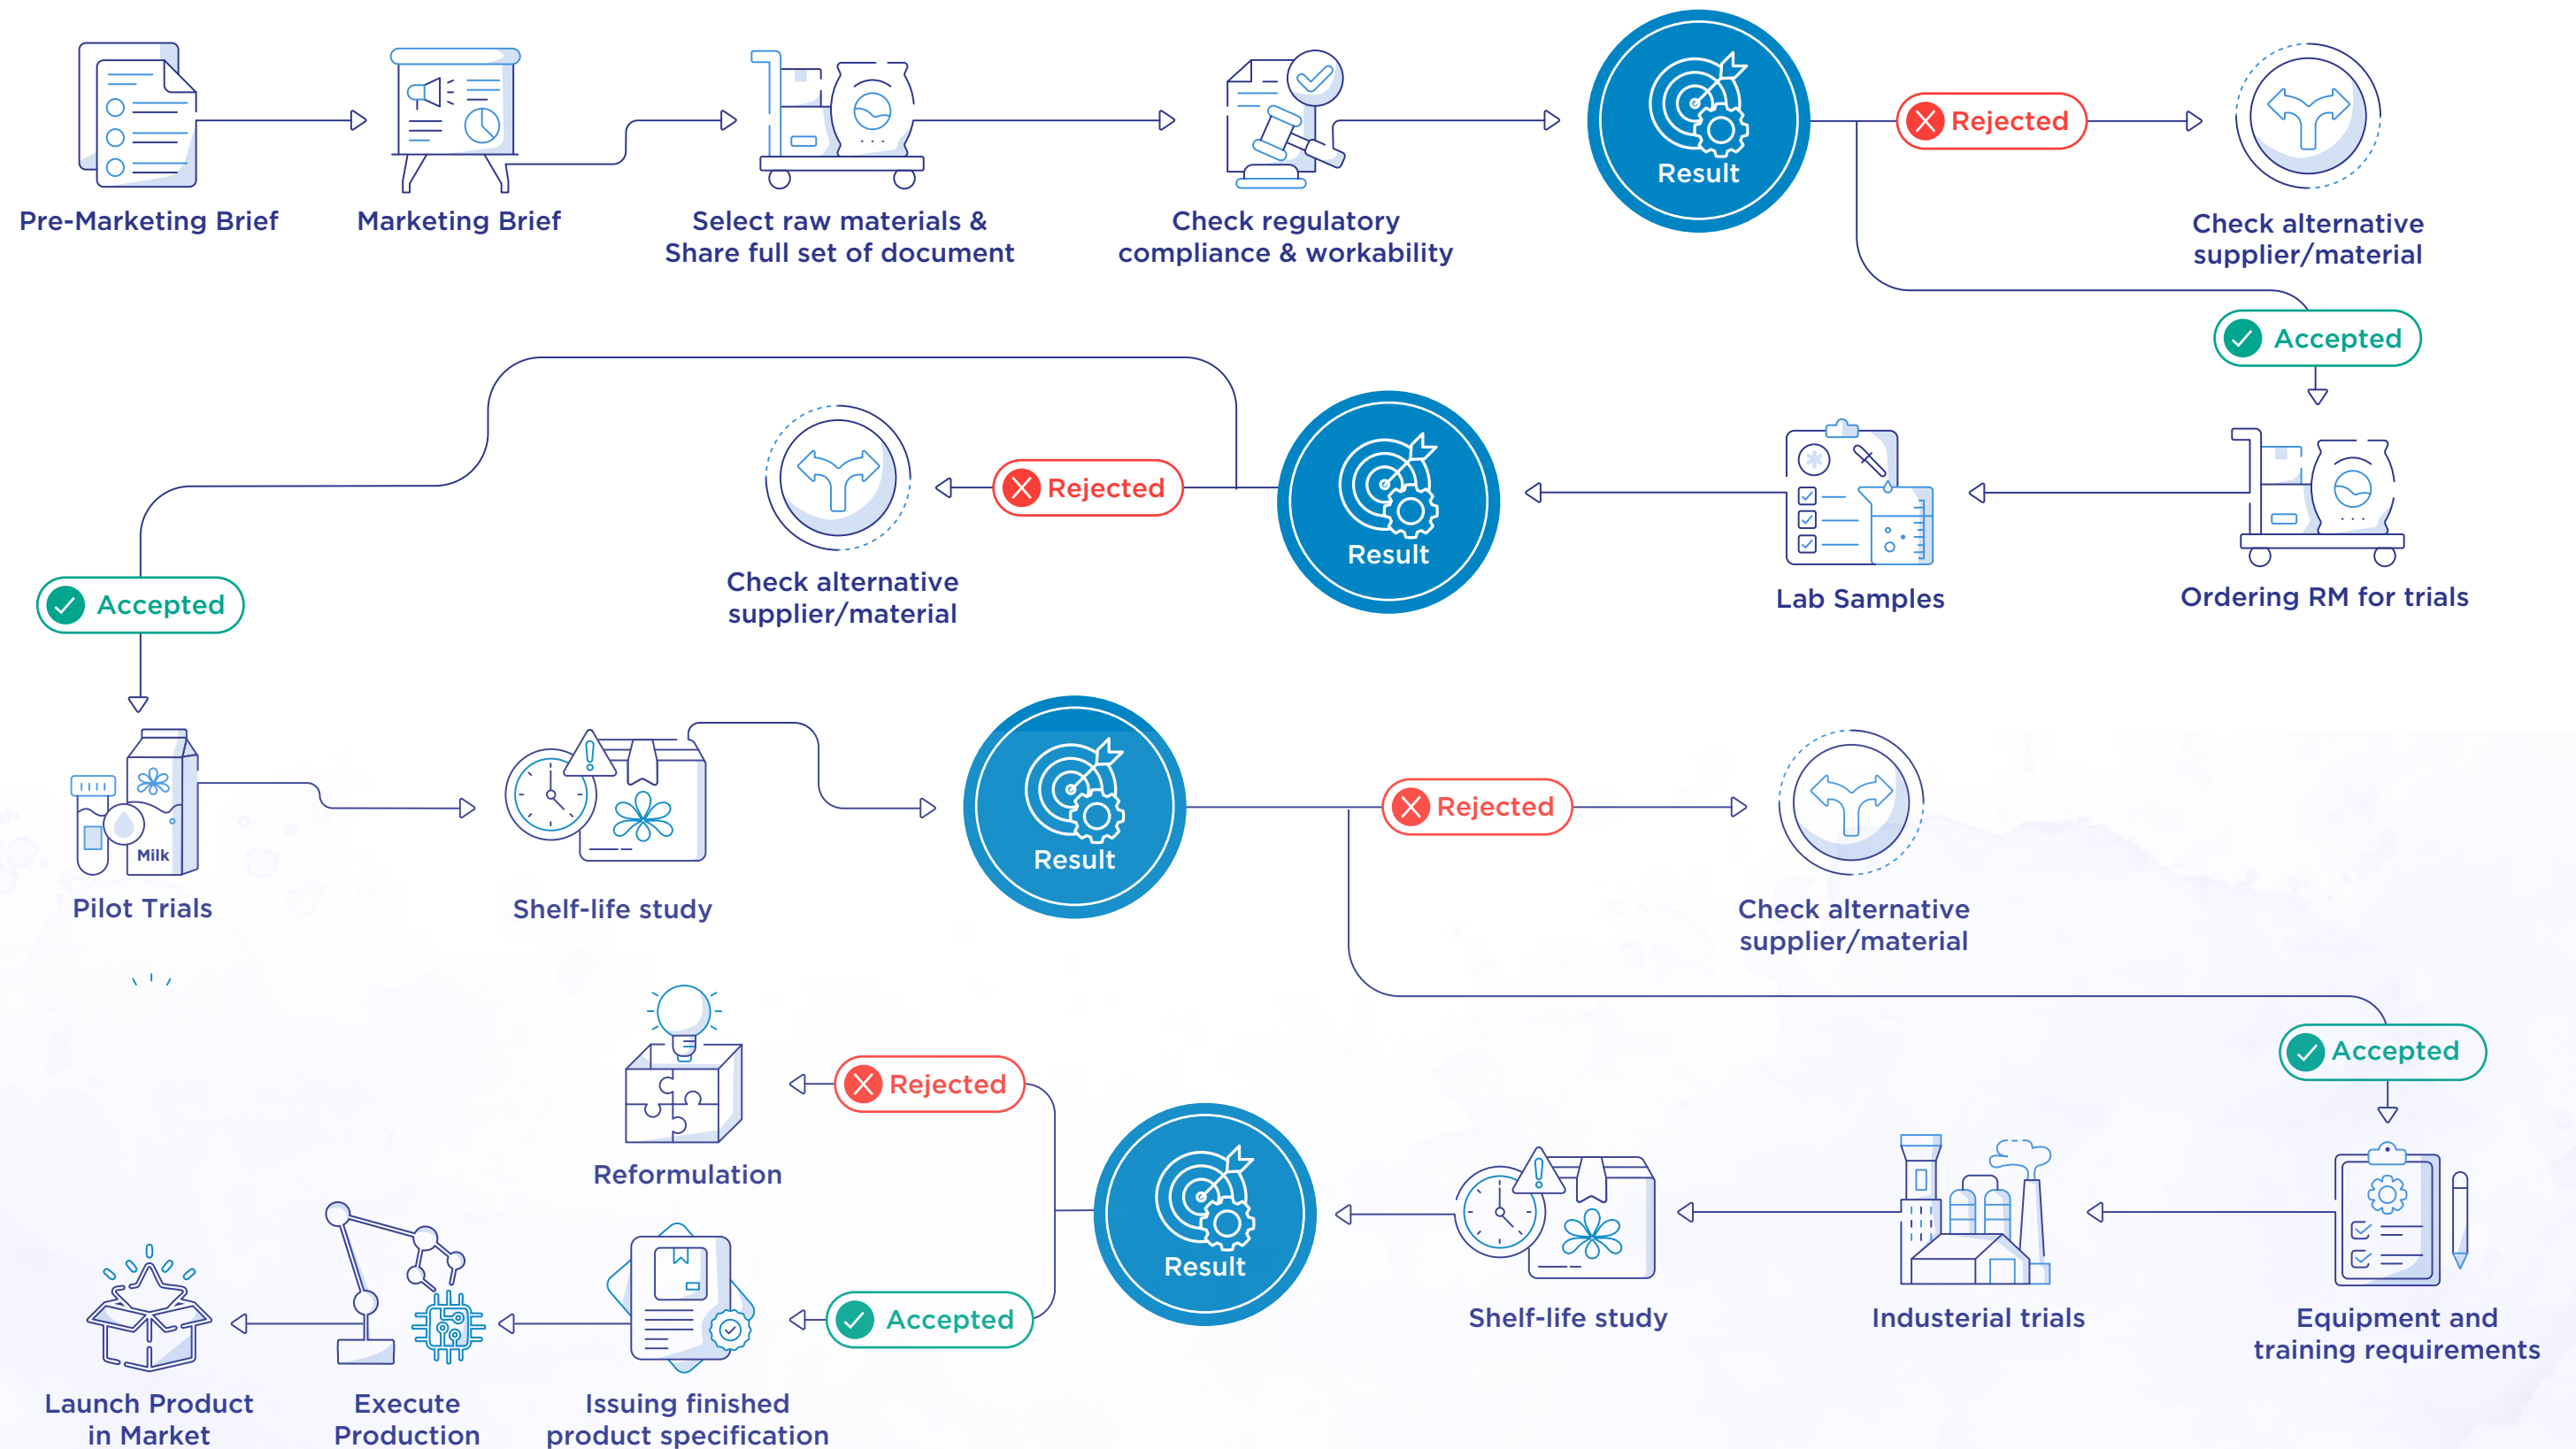 Pre-Marketing Brief
Marketing Brief
Select raw materials &
Share full set of document
Check regulatory
compliance & workability
Result
Rejected
Check alternative
supplier/material
Accepted
Ordering RM for trials
Lab Samples
Result
Rejected
Check alternative
supplier/material
Accepted
Milk
Pilot Trials
Shelf-life study
Result
Rejected
Check alternative
supplier/material
Accepted
Equipment and
training requirements
Industerial trials
Shelf-life study
Result
Rejected
Reformulation
Accepted
Issuing finished
product specification
Execute
Production
Launch Product
in Market